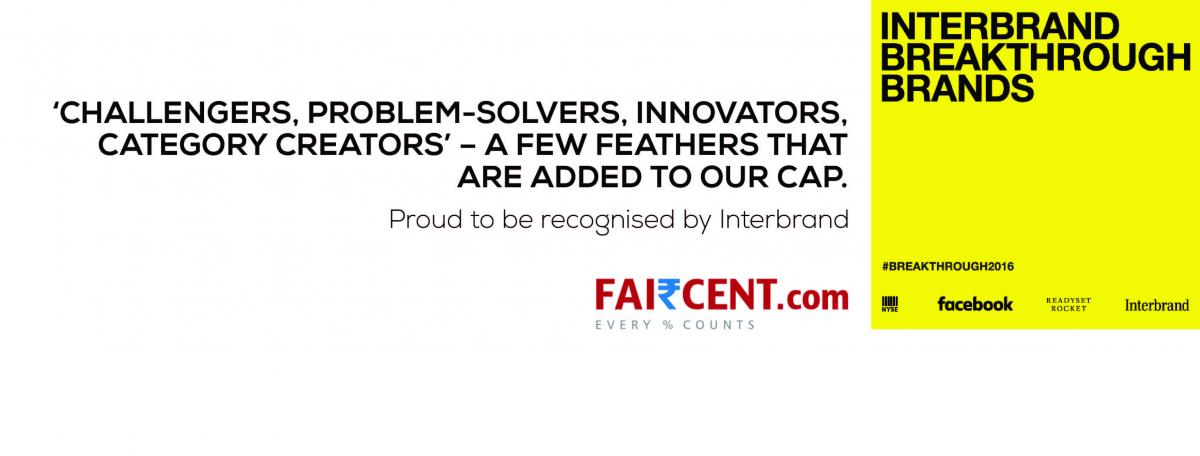 'CHALLENGERS, PROBLEM-SOLVERS, INNOVATORS,
CATEGORY CREATORS' – A FEW FEATHERS THAT
ARE ADDED TO OUR CAP.
Proud to be recognised by Interbrand
FAI₹CENT.com
EVERY % COUNTS
INTERBRAND
BREAKTHROUGH
BRANDS
#BREAKTHROUGH2016
NYSE
facebook
READYSET
ROCKET
Interbrand